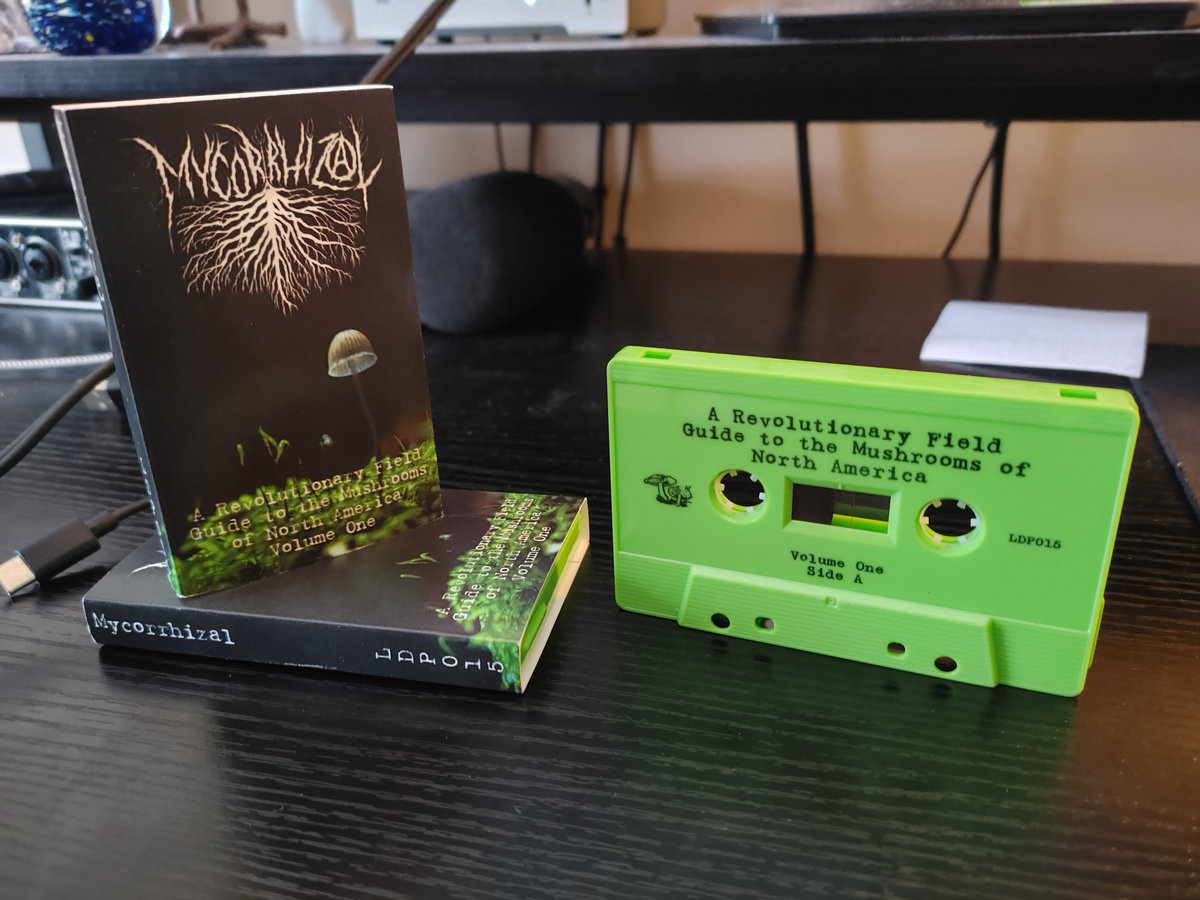 MYCORRHIZAL
A Revolutionary Field
Guide to the Mushrooms
of North America
Volume One
A Revolutionary Field
Guide to the Mushrooms
of North America
Volume One
Mycorrhizal
LDP015
A Revolutionary Field
Guide to the Mushrooms of
North America
LDP015
Volume One
Side A